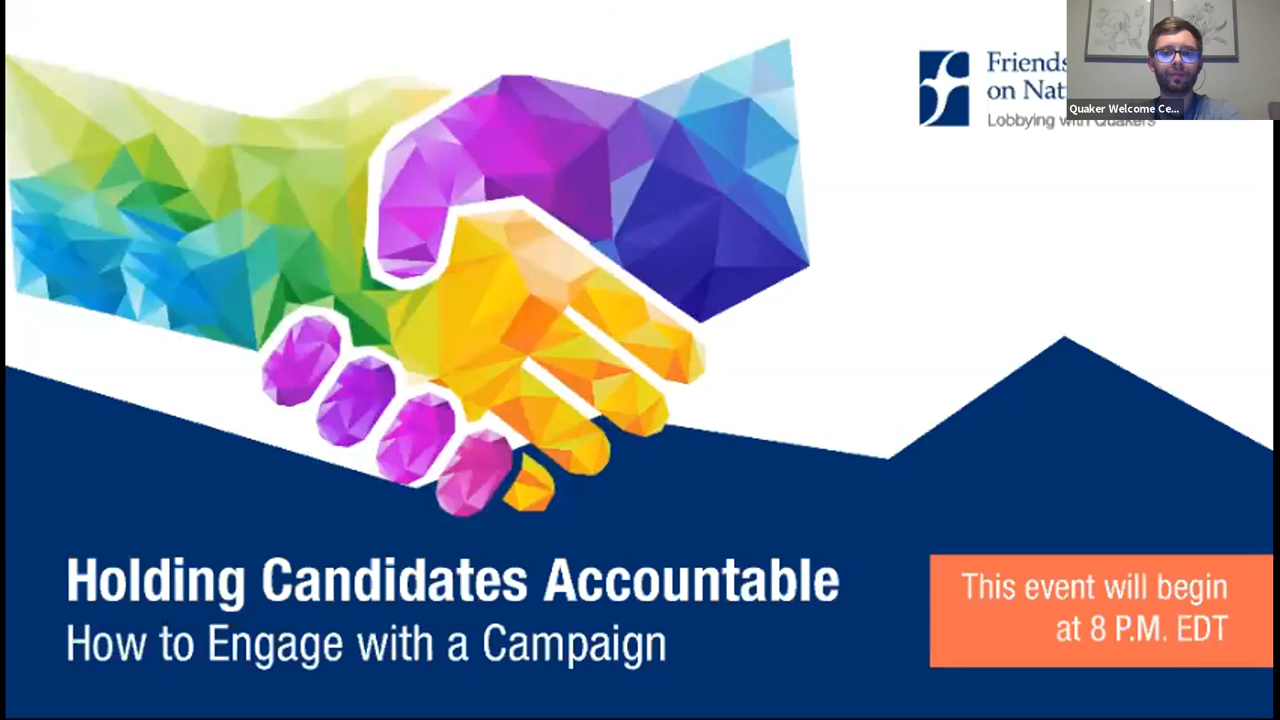 Friends
on Nat
Lobbying with Quakers
Quaker Welcome Ce...
Holding Candidates Accountable
How to Engage with a Campaign
This event will begin
at 8 P.M. EDT